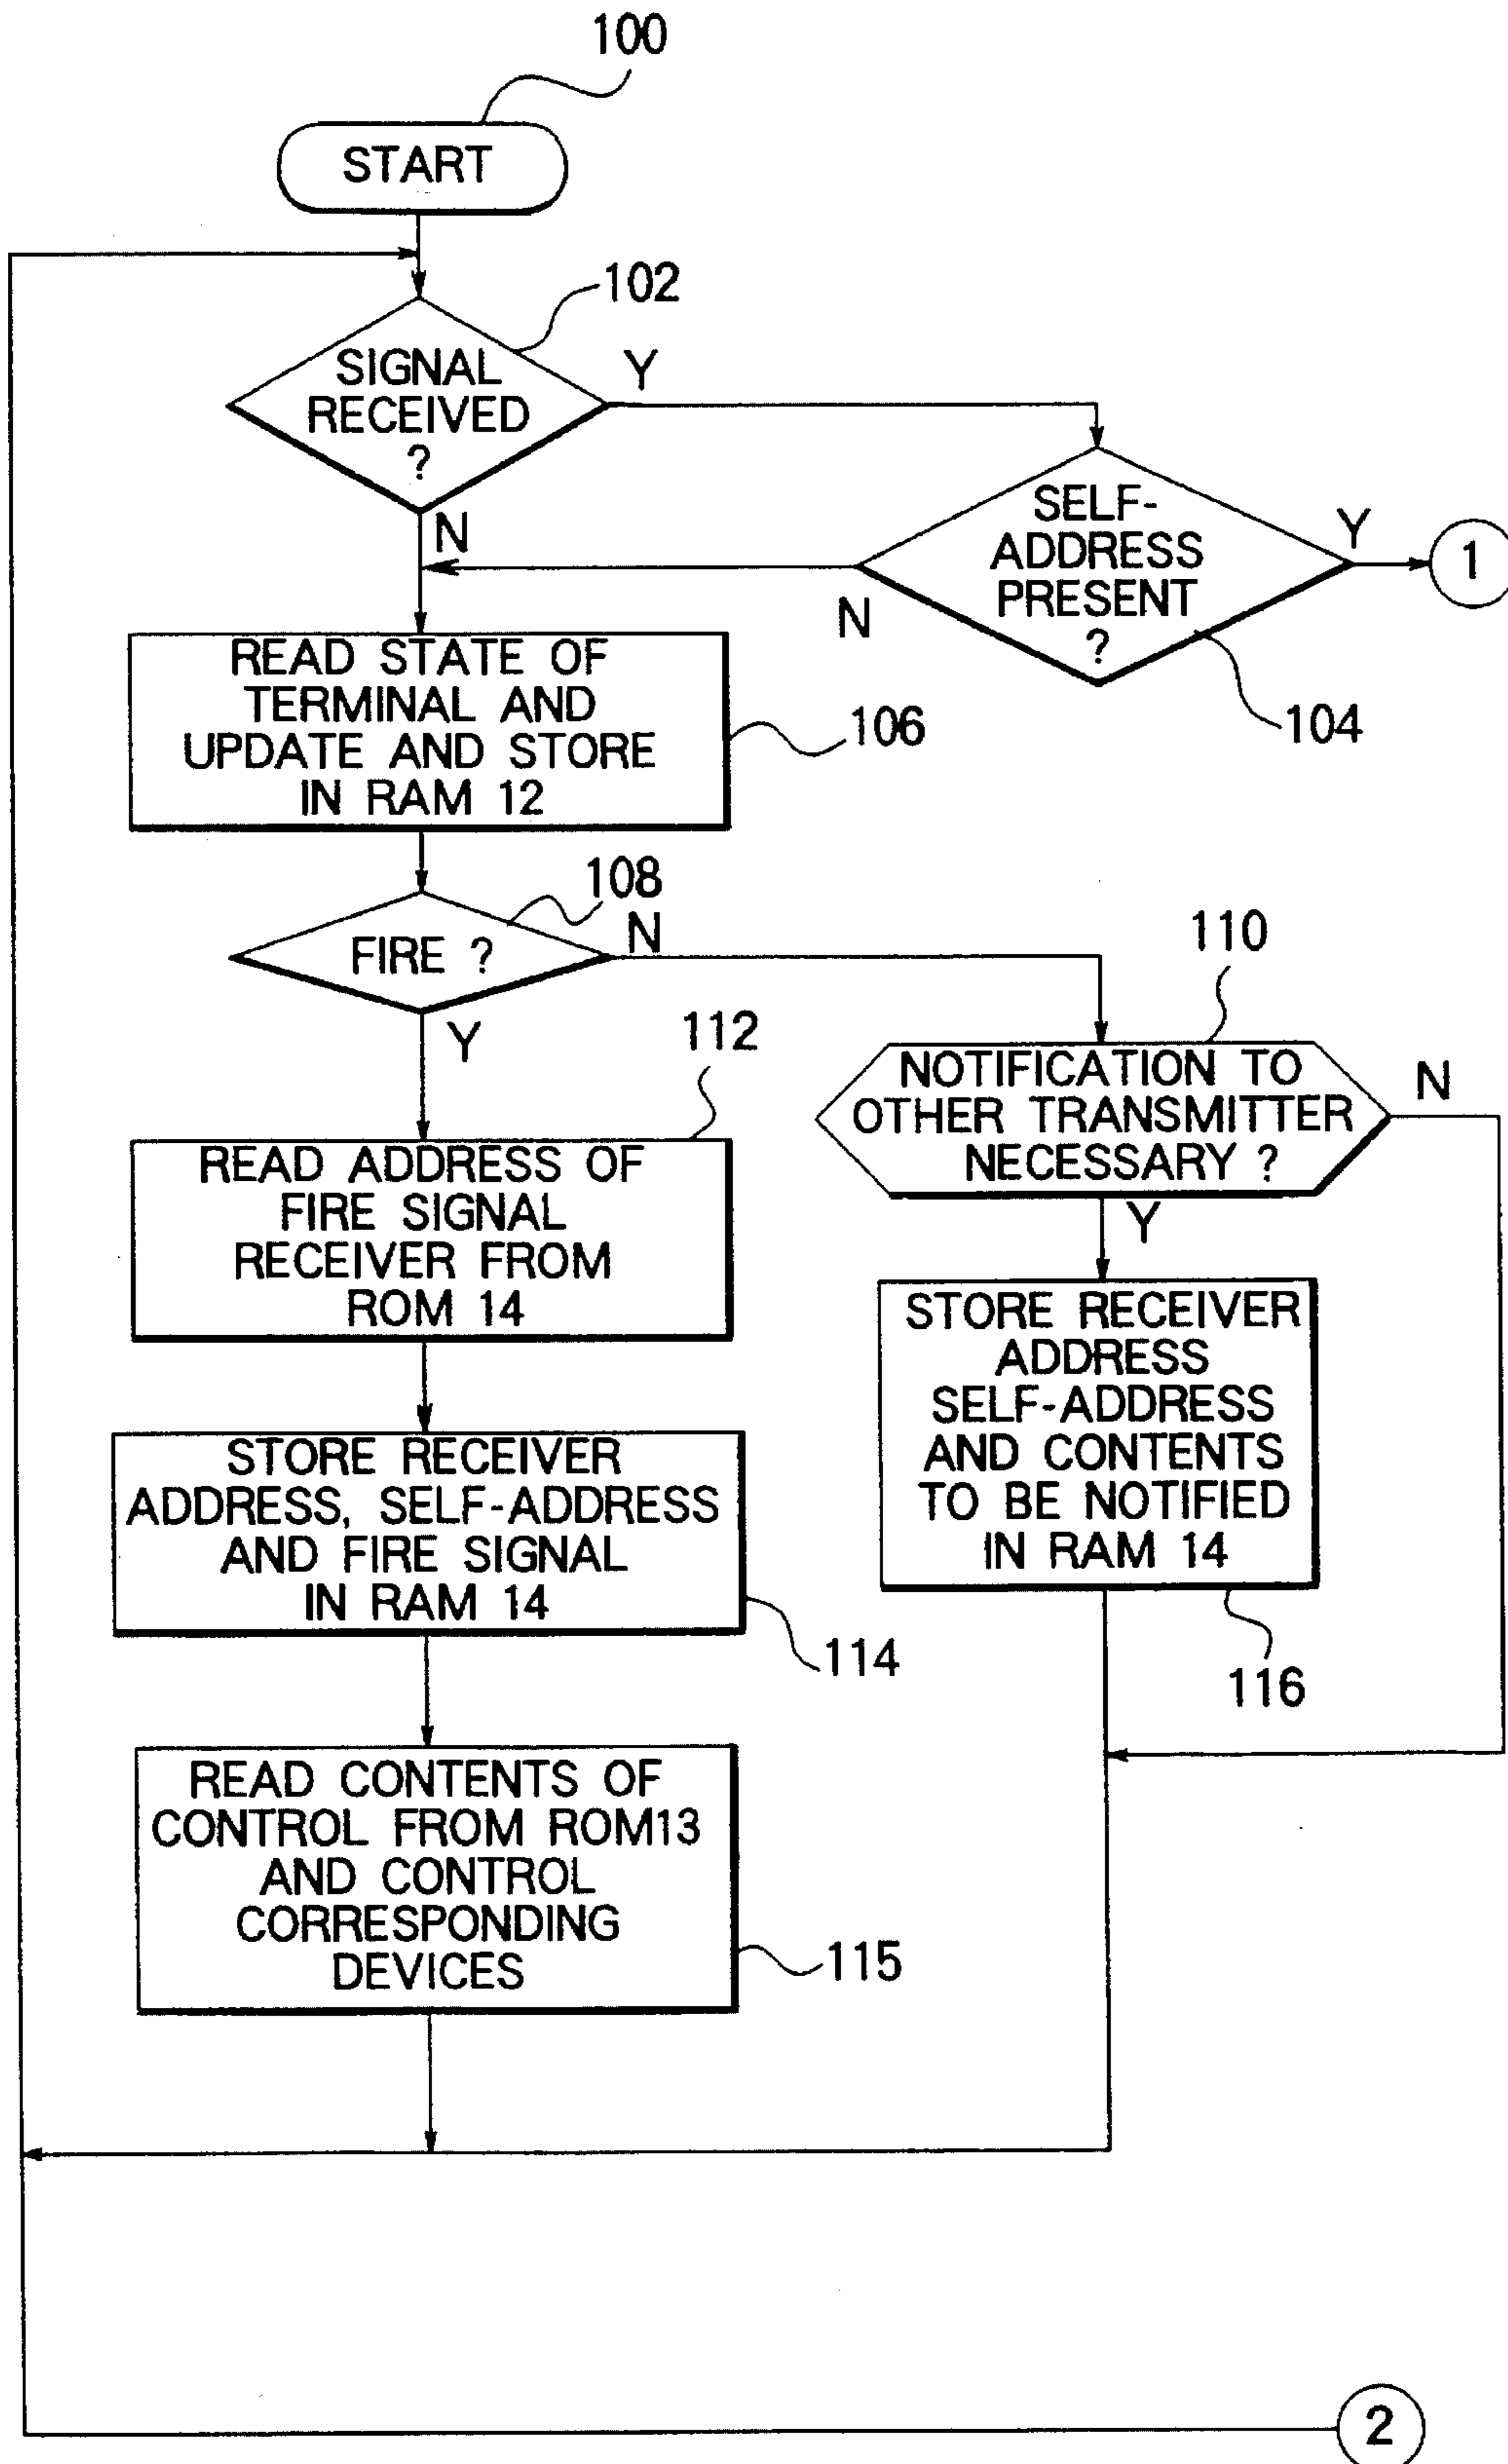 100
START
102
SIGNAL
RECEIVED
?
Y
N
SELF-
ADDRESS
PRESENT
?
Y
1
N
104
READ STATE OF
TERMINAL AND
UPDATE AND STORE
IN RAM 12
106
108
FIRE ?
N
Y
110
NOTIFICATION TO
OTHER TRANSMITTER
NECESSARY ?
N
Y
112
READ ADDRESS OF
FIRE SIGNAL
RECEIVER FROM
ROM 14
STORE RECEIVER
ADDRESS
SELF-ADDRESS
AND CONTENTS
TO BE NOTIFIED
IN RAM 14
116
STORE RECEIVER
ADDRESS, SELF-ADDRESS
AND FIRE SIGNAL
IN RAM 14
114
READ CONTENTS OF
CONTROL FROM ROM13
AND CONTROL
CORRESPONDING
DEVICES
115
2